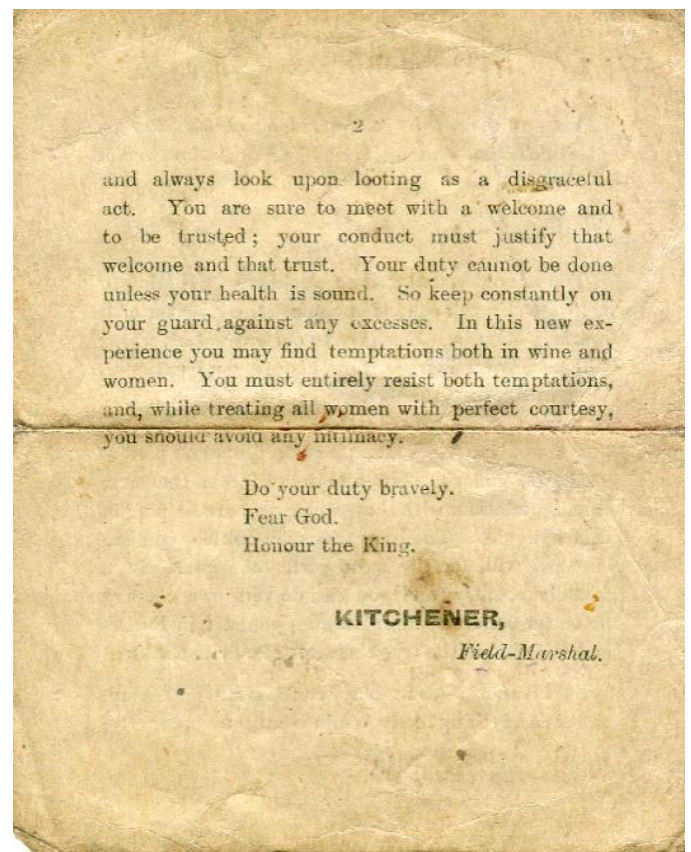 2
and always look upon looting as a disgraceful
act. You are sure to meet with a welcome and
to be trusted; your conduct must justify that
welcome and that trust. Your duty cannot be done
unless your health is sound. So keep constantly on
your guard against any excesses. In this new ex-
perience you may find temptations both in wine and
women. You must entirely resist both temptations,
and, while treating all women with perfect courtesy,
you should avoid any intimacy.
Do your duty bravely.
Fear God.
Honour the King.
KITCHENER,
Field-Marshal.